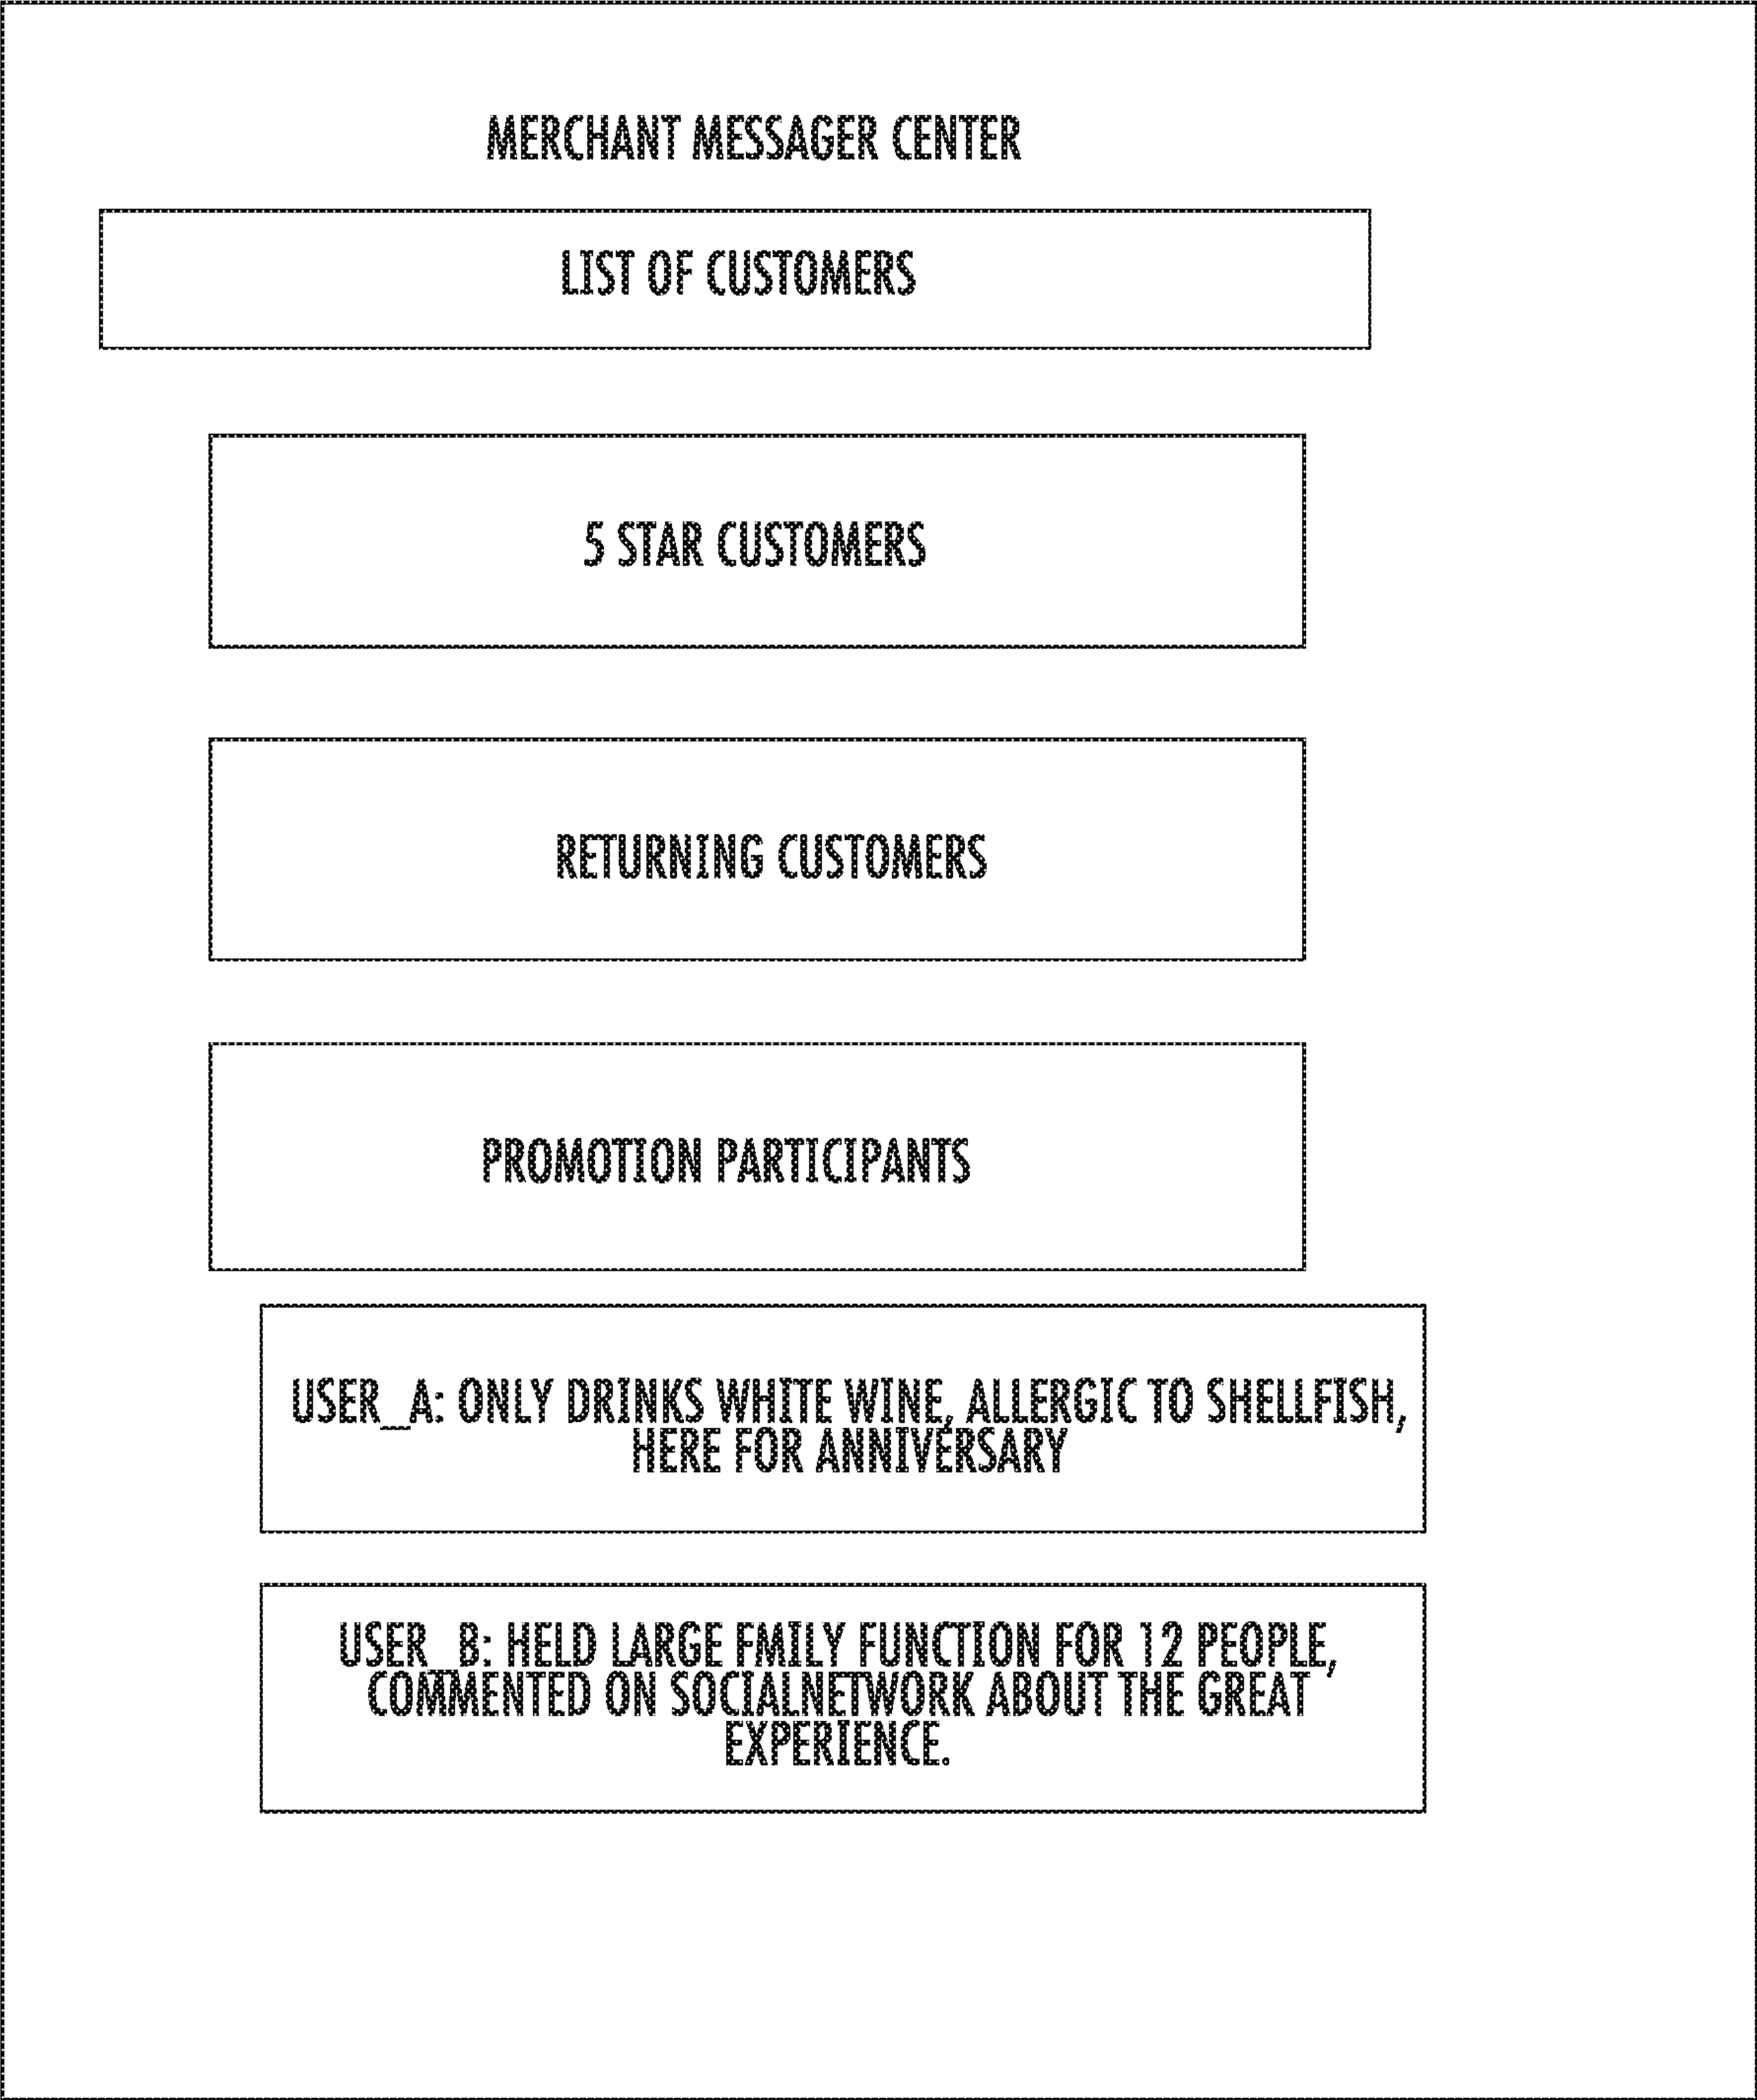 MERCHANT MESSAGER CENTER
LIST OF CUSTOMERS
5 STAR CUSTOMERS
RETURNING CUSTOMERS
PROMOTION PARTICIPANTS
USER_A: ONLY DRINKS WHITE WINE, ALLERGIC TO SHELLFISH,
HERE FOR ANNIVERSARY
USER_B: HELD LARGE FMILY FUNCTION FOR 12 PEOPLE,
COMMENTED ON SOCIALNETWORK ABOUT THE GREAT
EXPERIENCE.